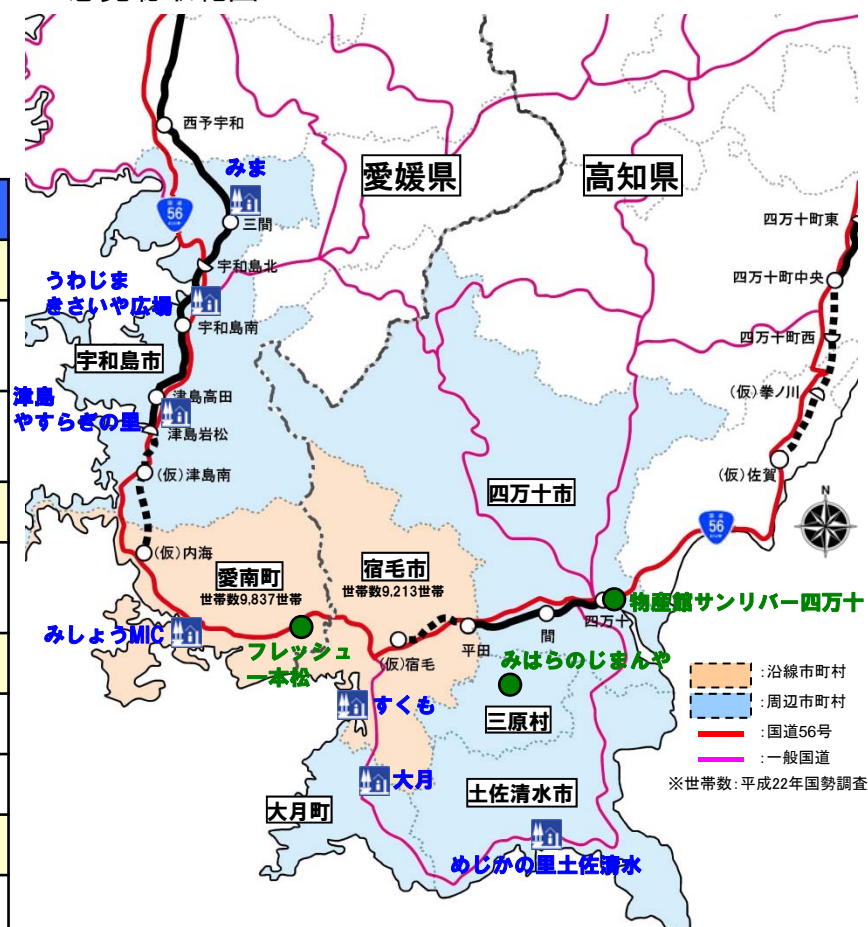 西予宇和
みま
愛媛県
高知県
国道
56
三間
四万十町東
宇和島北
四万十町中央
うわじま
きさいや広場
宇和島南
四万十町西
宇和島市
津島高田
(仮)拳ノ川
津島
やすらぎの里
津島岩松
(仮)津島南
(仮)佐賀
四万十市
N
国道
56
(仮)内海
愛南町
世帯数9,837世帯
宿毛市
世帯数9,213世帯
物産館サンリバー四万十
四万十
間
平田
みしょうMIC
フレッシュ
一本松
(仮)宿毛
みはらのじまんや
すくも
三原村
:沿線市町村
:周辺市町村
:国道56号
:一般国道
※世帯数:平成22年国勢調査
大月
大月町
土佐清水市
めじかの里土佐清水